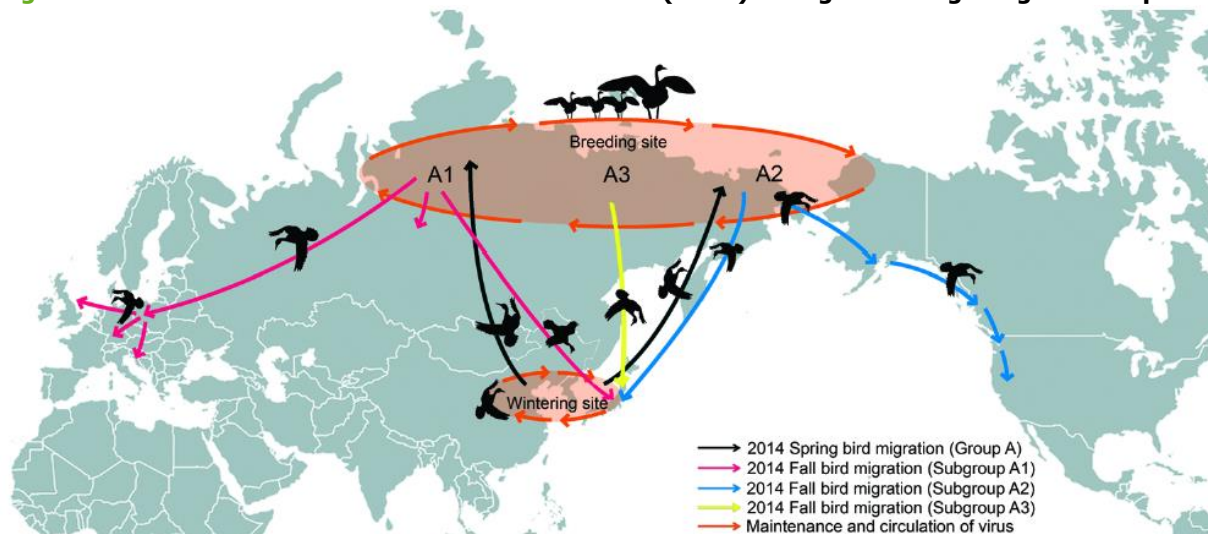 Breeding site
A1
A3
A2
Wintering site
2014 Spring bird migration (Group A)
2014 Fall bird migration (Subgroup A1)
2014 Fall bird migration (Subgroup A2)
2014 Fall bird migration (Subgroup A3)
Maintenance and circulation of virus